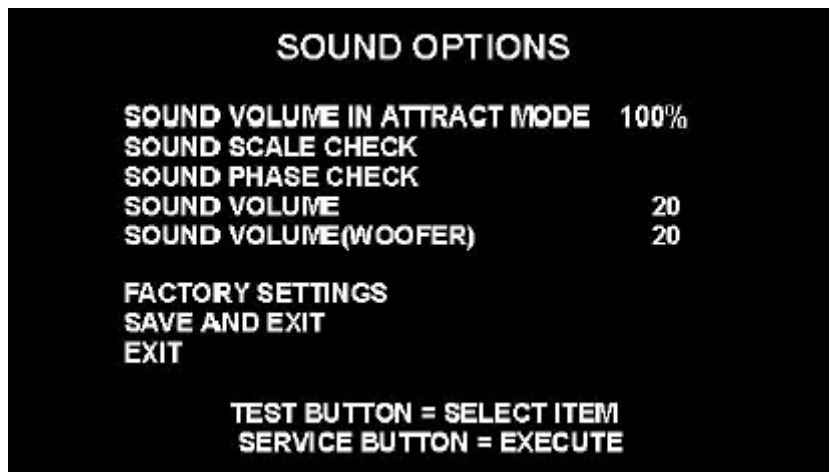 SOUND OPTIONS
SOUND VOLUME IN ATTRACT MODE 100%
SOUND SCALE CHECK
SOUND PHASE CHECK
SOUND VOLUME 20
SOUND VOLUME(WOOFER) 20
FACTORY SETTINGS
SAVE AND EXIT
EXIT
TEST BUTTON = SELECT ITEM
SERVICE BUTTON = EXECUTE